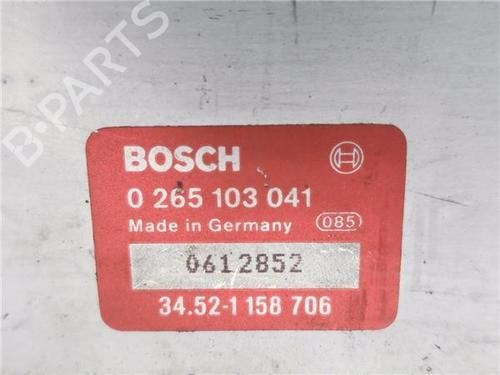 B-PARTS
BOSCH
0 265 103 041
Made in Germany 085
0612852
34.52-1 158 706